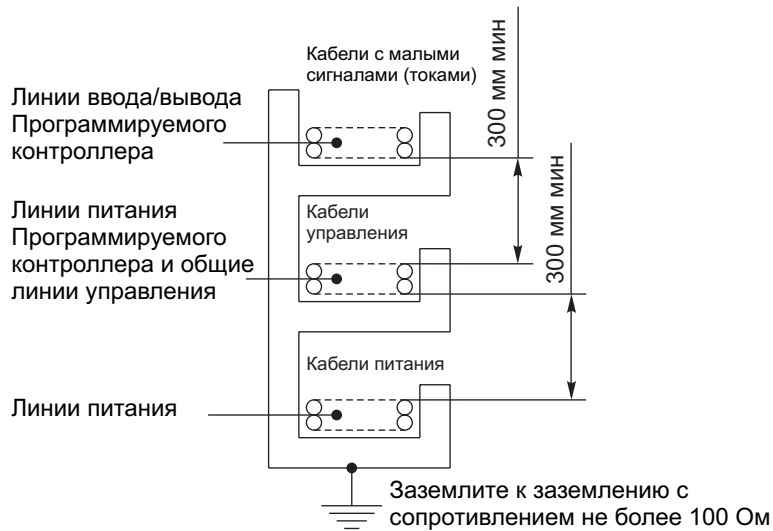 Кабели с малыми
сигналами (токами)
300 мм мин
Линии ввода/вывода
Программируемого
контроллера
Линии питания
Программируемого
контроллера и общие
линии управления
Кабели
управления
300 мм мин
Кабели питания
Линии питания
Заземлите к заземлению с
сопротивлением не более 100 Ом